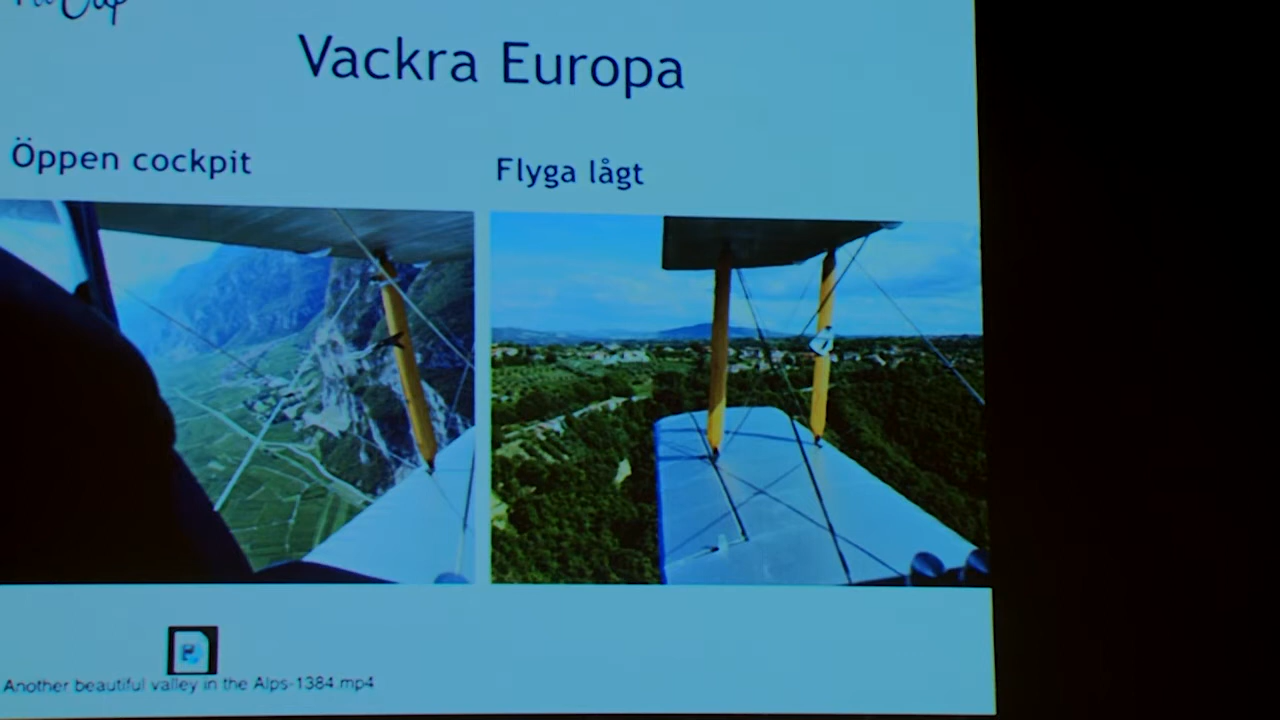 Vackra Europa
Öppen cockpit
Flyga lågt
Another beautiful valley in the Alps-1384.mp4